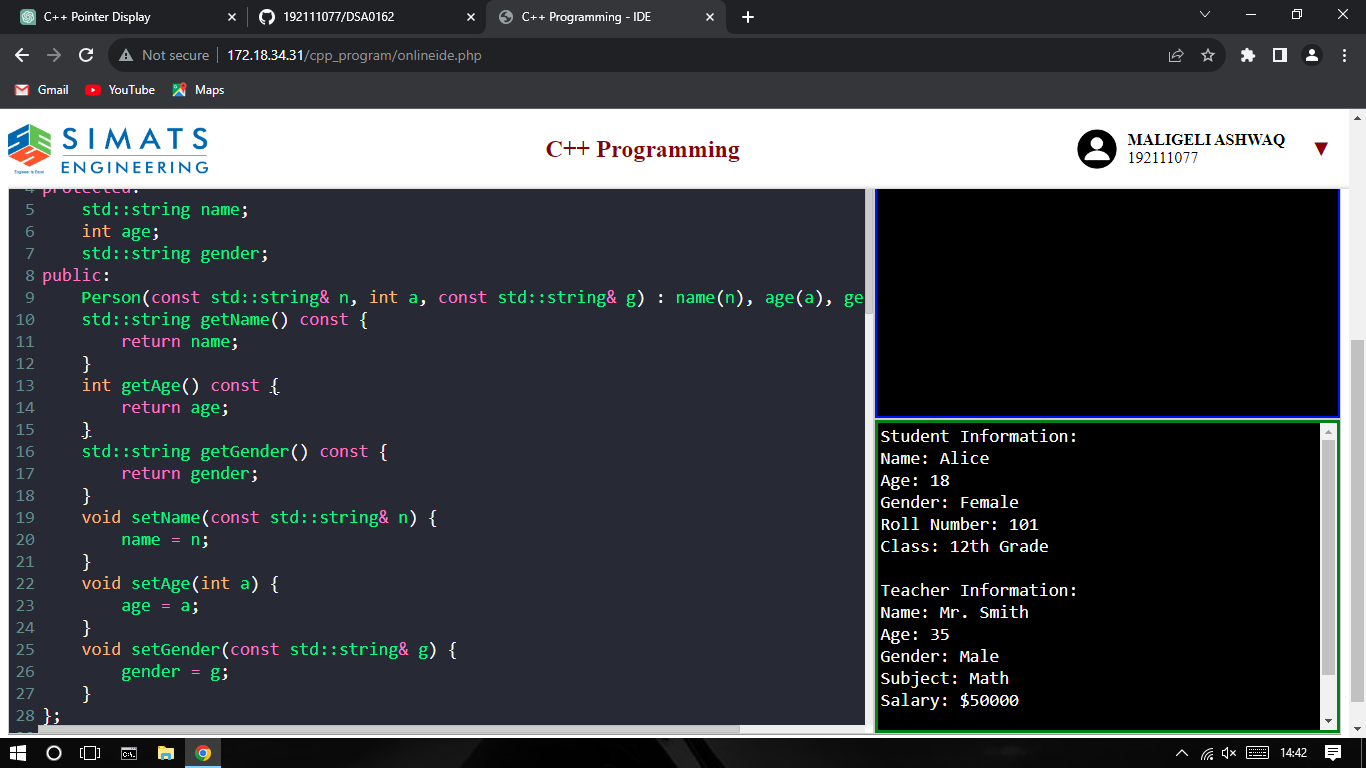 C++ Pointer Display
192111077/DSA0162
C++ Programming - IDE
Not secure
172.18.34.31/cpp_program/onlineide.php
Gmail
YouTube
Maps
SIMATS
ENGINEERING
C++ Programming
MALIGELI ASHWAQ
192111077
4 protected:
5 std::string name;
6 int age;
7 std::string gender;
8 public:
9 Person(const std::string& n, int a, const std::string& g) : name(n), age(a), ge
10 std::string getName() const {
11 return name;
12 }
13 int getAge() const {
14 return age;
15 }
16 std::string getGender() const {
17 return gender;
18 }
19 void setName(const std::string& n) {
20 name = n;
21 }
22 void setAge(int a) {
23 age = a;
24 }
25 void setGender(const std::string& g) {
26 gender = g;
27 }
28 };
Student Information:
Name: Alice
Age: 18
Gender: Female
Roll Number: 101
Class: 12th Grade
Teacher Information:
Name: Mr. Smith
Age: 35
Gender: Male
Subject: Math
Salary: $50000
14:42